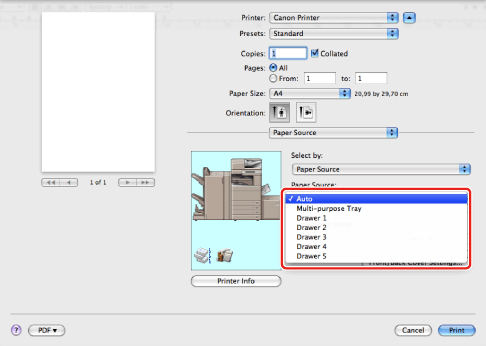 Printer: Canon Printer
Presets: Standard
Copies: 1 Collated
Pages: All
From: 1 to: 1
Paper Size: A4 20,99 by 29,70 cm
Orientation:
Paper Source
Select by:
Paper Source
Paper Source:
✓ Auto
Multi-purpose Tray
Drawer 1
Drawer 2
Drawer 3
Drawer 4
Drawer 5
Front/Back Cover Settings...
1 of 1
Printer Info
? PDF ▾ Cancel Print